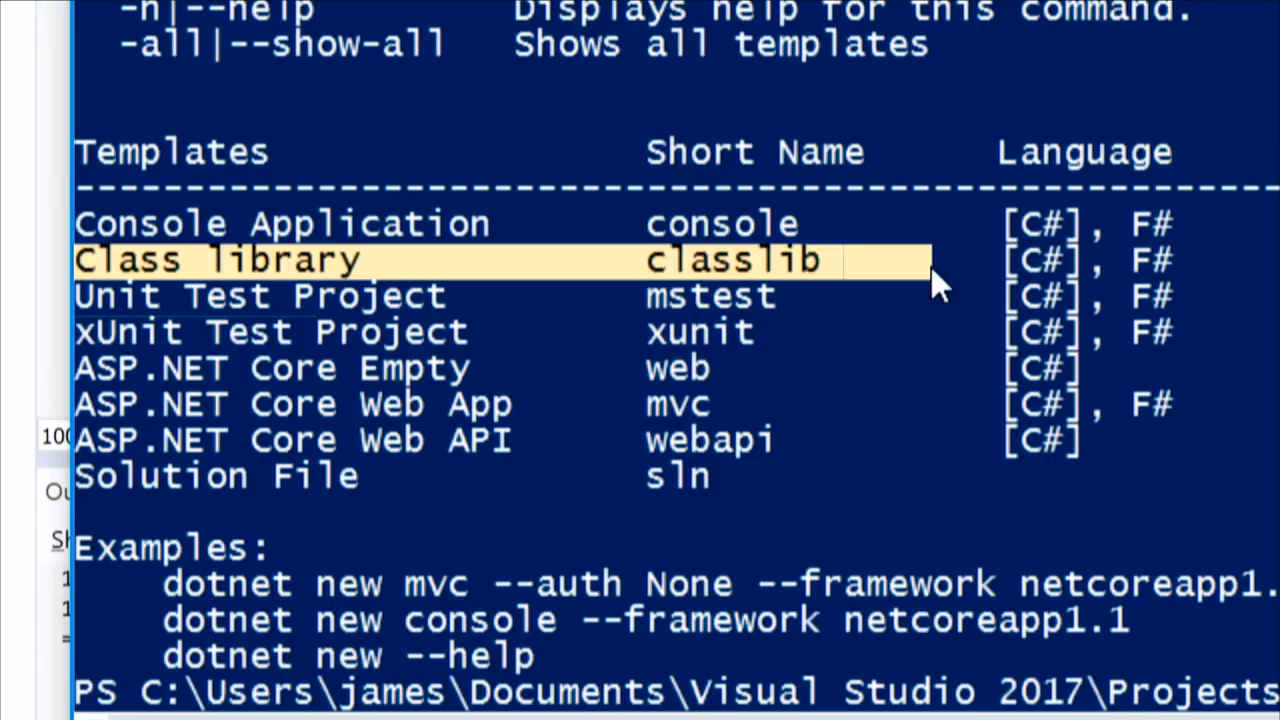 -h|--help Displays help for this command.
-all|--show-all Shows all templates
Templates Short Name Language
--------------------------------------------------------
Console Application console [C#], F#
Class library classlib [C#], F#
Unit Test Project mstest [C#], F#
xUnit Test Project xunit [C#], F#
ASP.NET Core Empty web [C#]
ASP.NET Core Web App mvc [C#], F#
ASP.NET Core Web API webapi [C#]
Solution File sln
Examples:
dotnet new mvc --auth None --framework netcoreapp1.
dotnet new console --framework netcoreapp1.1
dotnet new --help
PS C:\Users\james\Documents\Visual Studio 2017\Projects
100